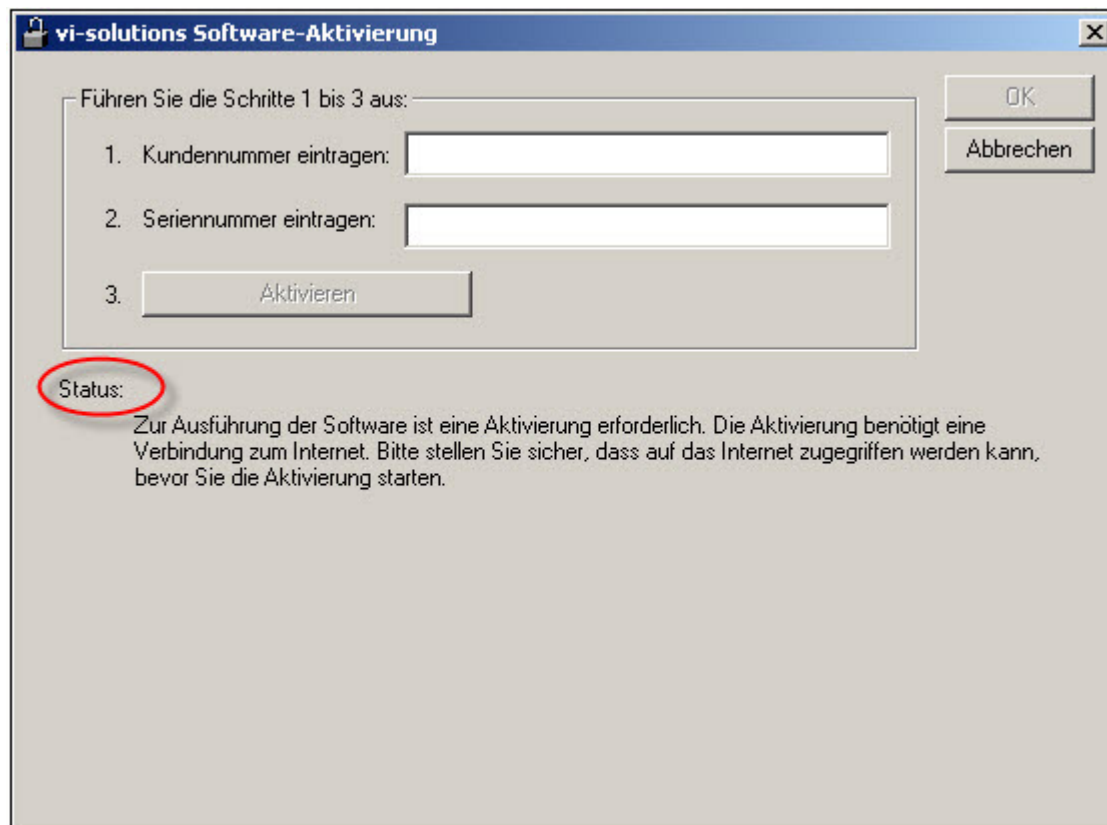 vi-solutions Software-Aktivierung
Führen Sie die Schritte 1 bis 3 aus:
OK
1. Kundennummer eintragen:
Abbrechen
2. Seriennummer eintragen:
3. Aktivieren
Status:
Zur Ausführung der Software ist eine Aktivierung erforderlich. Die Aktivierung benötigt eine
Verbindung zum Internet. Bitte stellen Sie sicher, dass auf das Internet zugegriffen werden kann,
bevor Sie die Aktivierung starten.